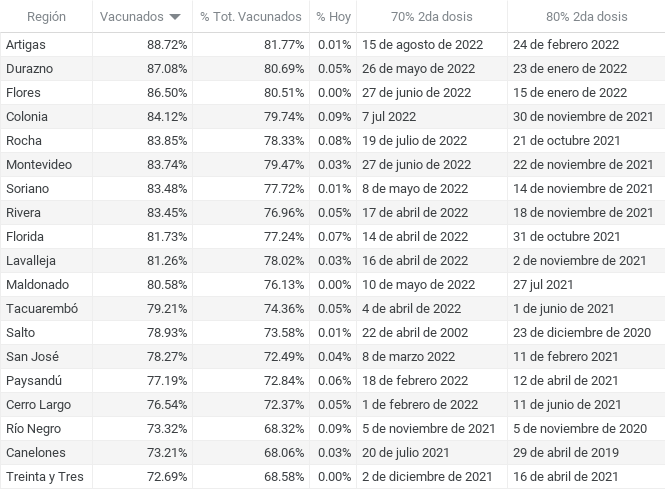 Región Vacunados % Tot. Vacunados % Hoy 70% 2da dosis 80% 2da dosis
Artigas 88.72% 81.77% 0.01% 15 de agosto de 2022 24 de febrero 2022
Durazno 87.08% 80.69% 0.05% 26 de mayo de 2022 23 de enero de 2022
Flores 86.50% 80.51% 0.00% 27 de junio de 2022 15 de enero de 2022
Colonia 84.12% 79.74% 0.09% 7 jul 2022 30 de noviembre de 2021
Rocha 83.85% 78.33% 0.08% 19 de julio de 2022 21 de octubre 2021
Montevideo 83.74% 79.47% 0.03% 27 de junio de 2022 22 de noviembre de 2021
Soriano 83.48% 77.72% 0.01% 8 de mayo de 2022 14 de noviembre de 2021
Rivera 83.45% 76.96% 0.05% 17 de abril de 2022 18 de noviembre de 2021
Florida 81.73% 77.24% 0.07% 14 de abril de 2022 31 de octubre 2021
Lavalleja 81.26% 78.02% 0.03% 16 de abril de 2022 2 de noviembre de 2021
Maldonado 80.58% 76.13% 0.00% 10 de mayo de 2022 27 jul 2021
Tacuarembó 79.21% 74.36% 0.05% 4 de abril de 2022 1 de junio de 2021
Salto 78.93% 73.58% 0.01% 22 de abril de 2002 23 de diciembre de 2020
San José 78.27% 72.49% 0.04% 8 de marzo 2022 11 de febrero 2021
Paysandú 77.19% 72.84% 0.06% 18 de febrero 2022 12 de abril de 2021
Cerro Largo 76.54% 72.37% 0.05% 1 de febrero de 2022 11 de junio de 2021
Río Negro 73.32% 68.32% 0.09% 5 de noviembre de 2021 5 de noviembre de 2020
Canelones 73.21% 68.06% 0.03% 20 de julio 2021 29 de abril de 2019
Treinta y Tres 72.69% 68.58% 0.00% 2 de diciembre de 2021 16 de abril de 2021